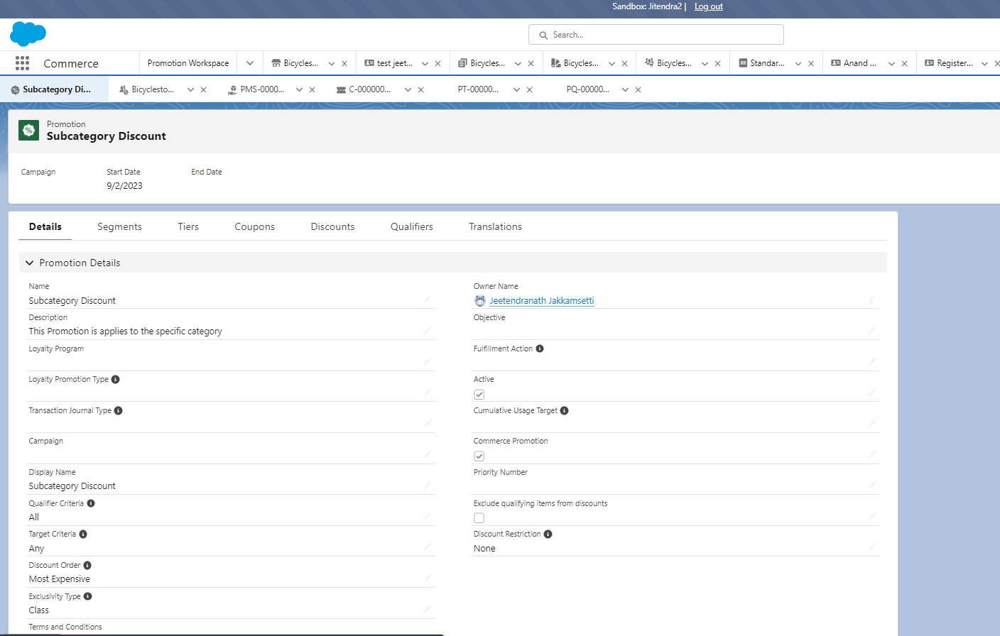 Sandbox: Jitendra2 | Log out
Search...
Commerce Promotion Workspace Bicycles... test jeet... Bicycles... Bicycles... Bicycles... Standar... Anand ... Register...
Subcategory Di... Bicyclesto... PMS-0000... C-000000... PT-00000... PQ-00000...
Promotion
Subcategory Discount
Campaign Start Date End Date
9/2/2023
Details Segments Tiers Coupons Discounts Qualifiers Translations
Promotion Details
Name Owner Name
Subcategory Discount Jeetendranath Jakkamsetti
Description Objective
This Promotion is applies to the specific category
Loyalty Program Fulfillment Action
Loyalty Promotion Type Active
Transaction Journal Type Cumulative Usage Target
Campaign Commerce Promotion
Display Name Priority Number
Subcategory Discount
Qualifier Criteria Exclude qualifying items from discounts
All
Target Criteria Discount Restriction
Any None
Discount Order
Most Expensive
Exclusivity Type
Class
Terms and Conditions